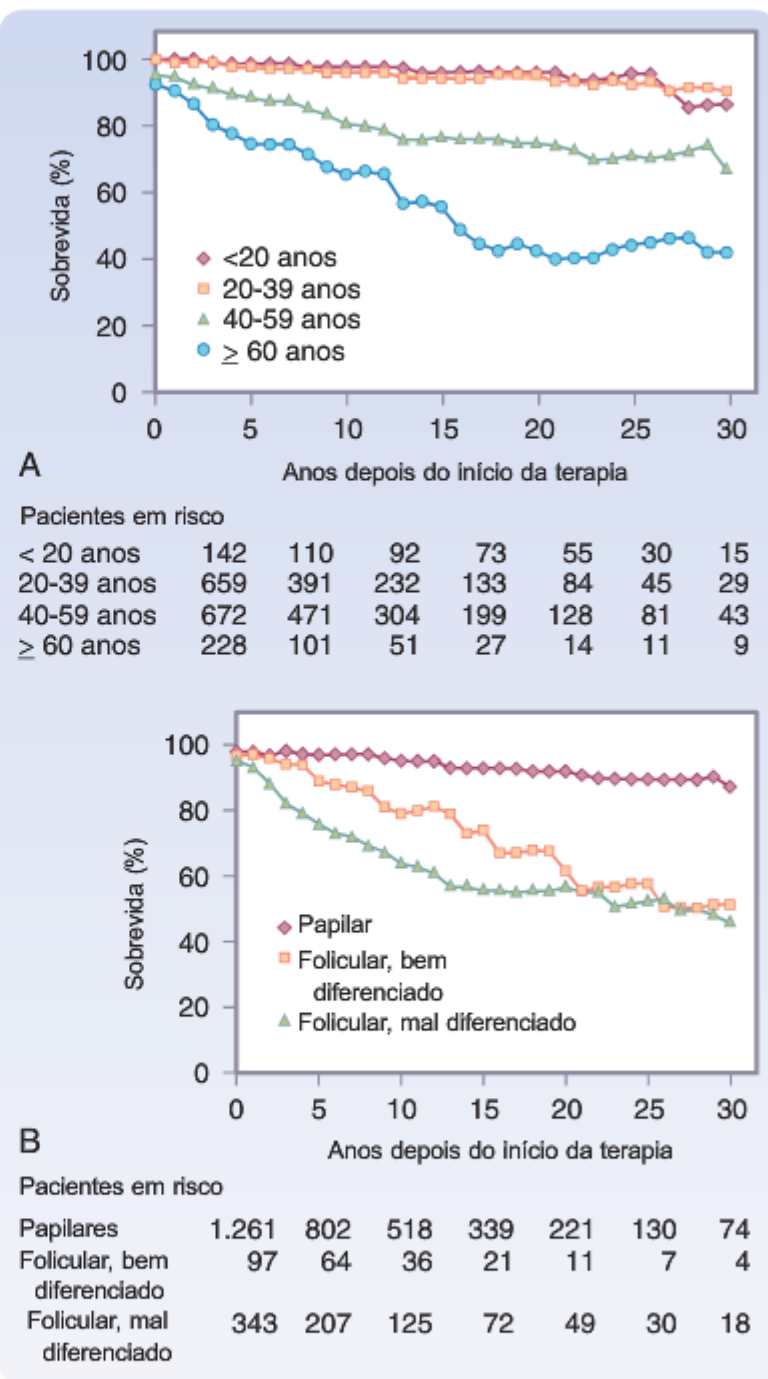 100
80
60
40
20
0
Sobrevida (%)
<20 anos
20-39 anos
40-59 anos
≥ 60 anos
0 5 10 15 20 25 30
A
Anos depois do início da terapia
Pacientes em risco
< 20 anos 142 110 92 73 55 30 15
20-39 anos 659 391 232 133 84 45 29
40-59 anos 672 471 304 199 128 81 43
≥ 60 anos 228 101 51 27 14 11 9
100
80
60
40
20
0
Sobrevida (%)
Papilar
Folicular, bem
diferenciado
Folicular, mal diferenciado
0 5 10 15 20 25 30
B
Anos depois do início da terapia
Pacientes em risco
Papilares 1.261 802 518 339 221 130 74
Folicular, bem 97 64 36 21 11 7 4
diferenciado
Folicular, mal 343 207 125 72 49 30 18
diferenciado